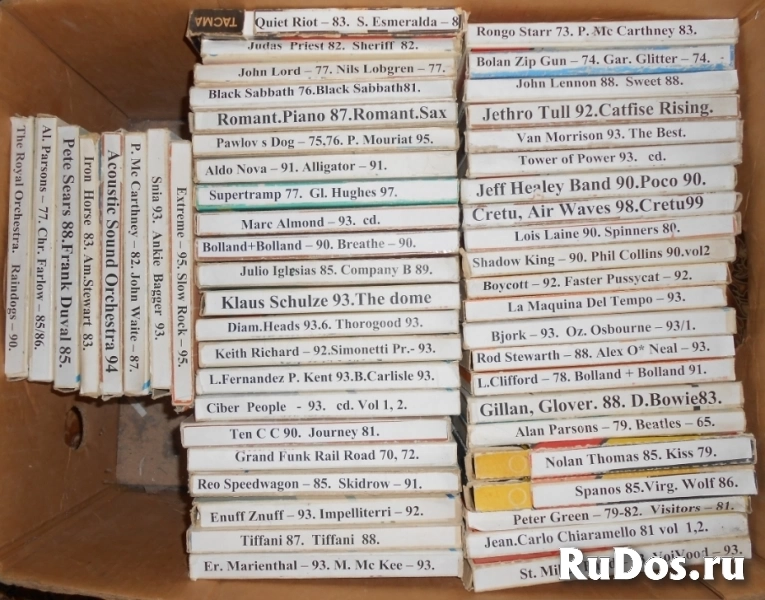 The Royal Orchestra. Raindogs – 90.
Al. Parsons – 77. Chr. Farlow – 85/86.
Pete Sears 88.Frank Duval 85.
Iron Horse 83. Am.Stewart 83.
Acoustic Sound Orchestra 94
P. Mc Carthney – 82. John Waite – 87.
Snia 93. Ankie Bagger 93.
Extreme – 95. Slow Rock – 95.
TACMA
Quiet Riot – 83. S. Esmeralda – 8
Judas Priest 82. Sheriff 82.
John Lord – 77. Nils Lobgren – 77.
Black Sabbath 76.Black Sabbath81.
Romant.Piano 87.Romant.Sax
Pawlov s Dog – 75,76. P. Mouriat 95.
Aldo Nova – 91. Alligator – 91.
Supertramp 77. Gl. Hughes 97.
Marc Almond – 93. cd.
Bolland+Bolland – 90. Breathe – 90.
Julio Iglesias 85. Company B 89.
Klaus Schulze 93.The dome
Diam.Heads 93.6. Thorogood 93.
Keith Richard – 92.Simonetti Pr.- 93.
L.Fernandez P. Kent 93.B.Carlisle 93.
Ciber People - 93. cd. Vol 1, 2.
Ten C C 90. Journey 81.
Grand Funk Rail Road 70, 72.
Reo Speedwagon – 85. Skidrow – 91.
Enuff Znuff – 93. Impelliterri – 92.
Tiffani 87. Tiffani 88.
Er. Marienthal – 93. M. Mc Kee – 93.
Rongo Starr 73. P. Mc Carthney 83.
Bolan Zip Gun – 74. Gar. Glitter – 74.
John Lennon 88. Sweet 88.
Jethro Tull 92.Catfise Rising.
Van Morrison 93. The Best.
Tower of Power 93. cd.
Jeff Healey Band 90.Poco 90.
Cretu, Air Waves 98.Cretu99
Lois Laine 90. Spinners 80.
Shadow King – 90. Phil Collins 90.vol2
Boycott – 92. Faster Pussycat – 92.
La Maquina Del Tempo – 93.
Bjork – 93. Oz. Osbourne – 93/1.
Rod Stewarth – 88. Alex O* Neal – 93.
L.Clifford – 78. Bolland + Bolland 91.
Gillan, Glover. 88. D.Bowie83.
Alan Parsons – 79. Beatles – 65.
Nolan Thomas 85. Kiss 79.
Spanos 85.Virg. Wolf 86.
Peter Green – 79-82. Visitors – 81.
Jean.Carlo Chiaramello 81 vol 1,2.
St. VoiVood – 93.
RuDos.ru